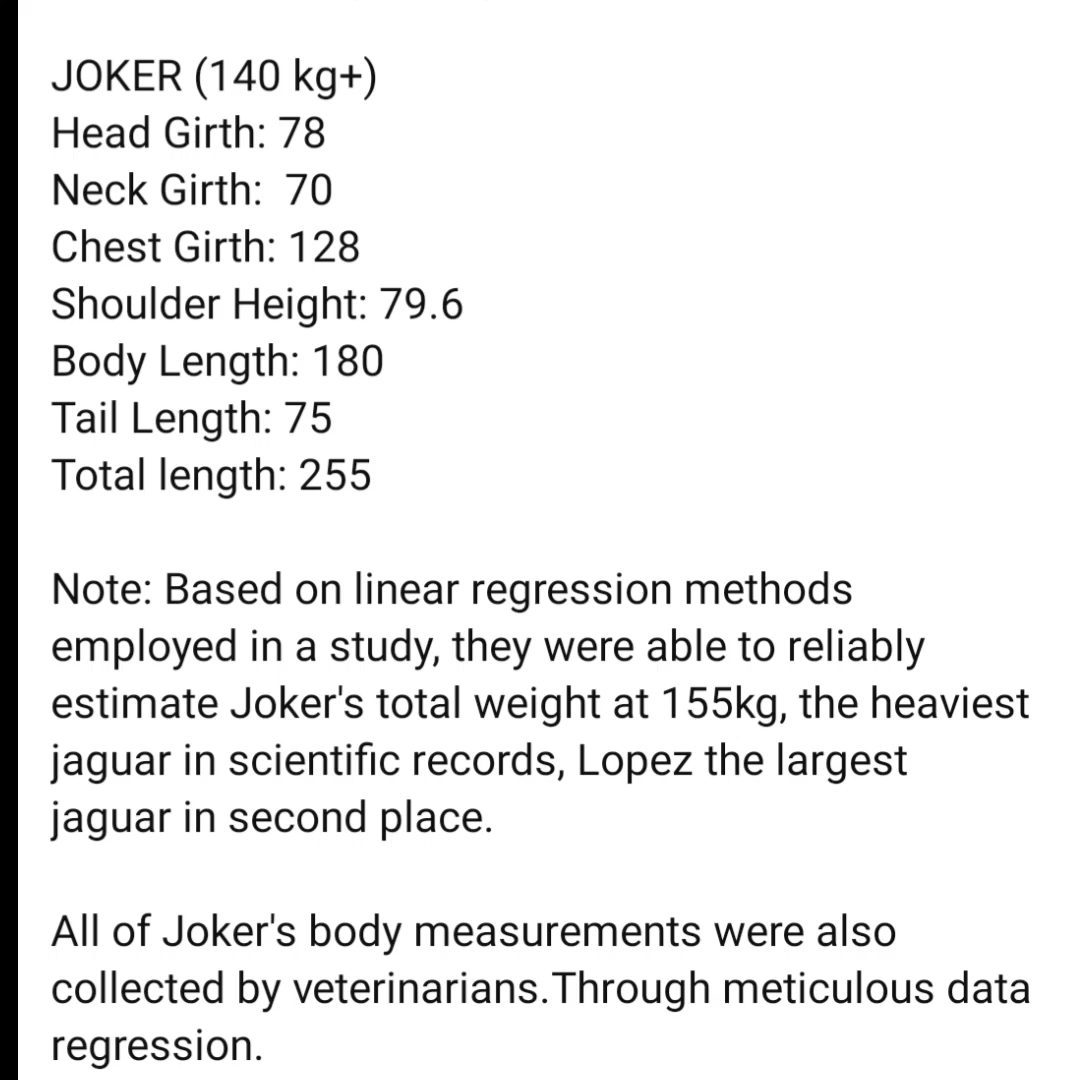 JOKER (140 kg+)
Head Girth: 78
Neck Girth:  70
Chest Girth: 128
Shoulder Height: 79.6
Body Length: 180
Tail Length: 75
Total length: 255
Note: Based on linear regression methods
employed in a study, they were able to reliably
estimate Joker's total weight at 155kg, the heaviest
jaguar in scientific records, Lopez the largest
jaguar in second place.
All of Joker's body measurements were also
collected by veterinarians.Through meticulous data
regression.